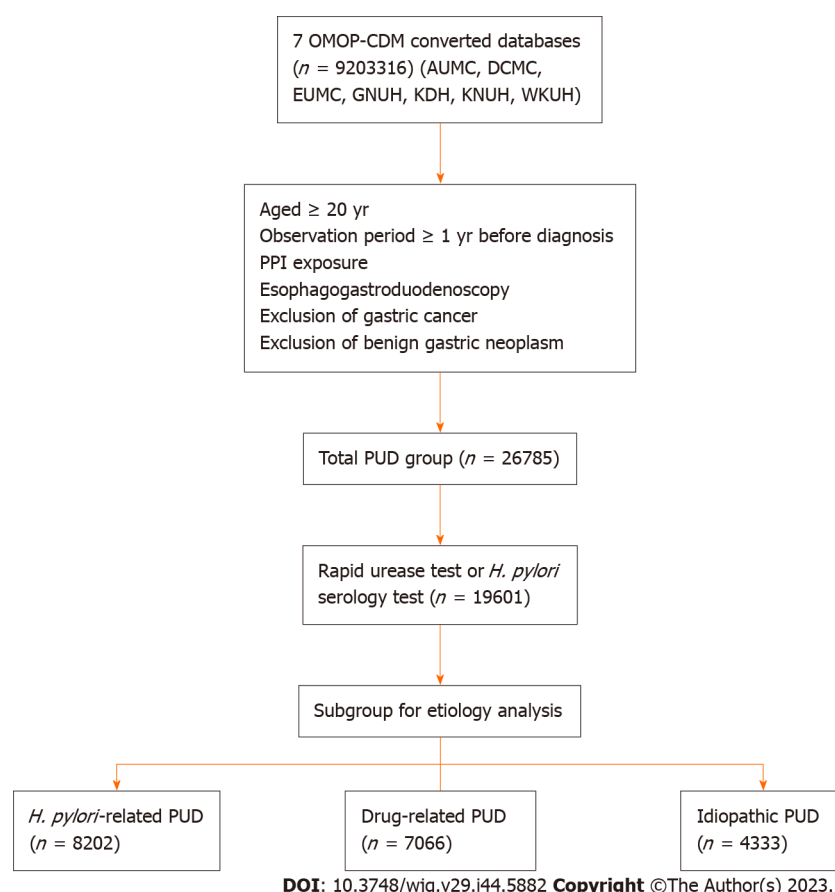 7 OMOP-CDM converted databases
(n = 9203316) (AUMC, DCMC,
EUMC, GNUH, KDH, KNUH, WKUH)
Aged ≥ 20 yr
Observation period ≥ 1 yr before diagnosis
PPI exposure
Esophagogastroduodenoscopy
Exclusion of gastric cancer
Exclusion of benign gastric neoplasm
Total PUD group (n = 26785)
Rapid urease test or H. pylori
serology test (n = 19601)
Subgroup for etiology analysis
H. pylori-related PUD
(n = 8202)
Drug-related PUD
(n = 7066)
Idiopathic PUD
(n = 4333)
DOI: 10.3748/wjg.v29.i44.5882 Copyright ©The Author(s) 2023.